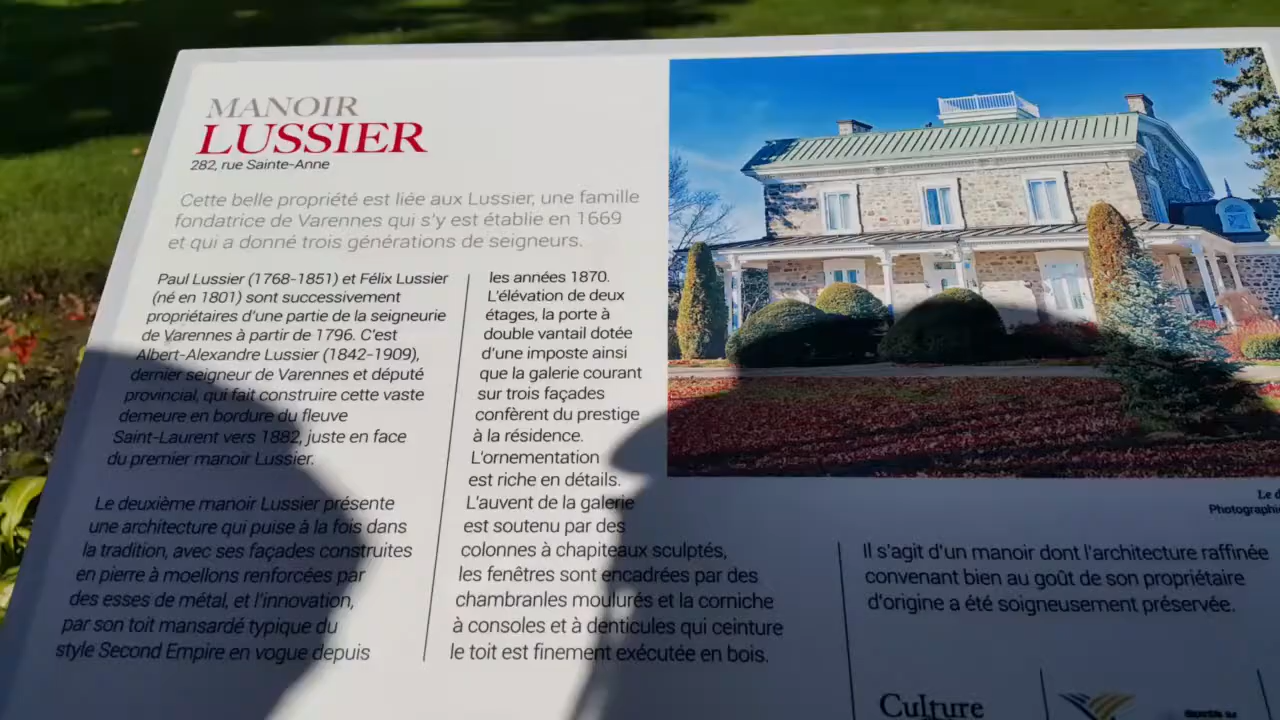 MANOIR
LUSSIER
282, rue Sainte-Anne
Cette belle propriété est liée aux Lussier, une famille
fondatrice de Varennes qui s'y est établie en 1669
et qui a donné trois générations de seigneurs.
Paul Lussier (1768-1851) et Félix Lussier
(né en 1801) sont successivement
propriétaires d'une partie de la seigneurie
de Varennes à partir de 1796. C'est
Albert-Alexandre Lussier (1842-1909),
dernier seigneur de Varennes et député
provincial, qui fait construire cette vaste
demeure en bordure du fleuve
Saint-Laurent vers 1882, juste en face
du premier manoir Lussier.
Le deuxième manoir Lussier présente
une architecture qui puise à la fois dans
la tradition, avec ses façades construites
en pierre à moellons renforcées par
des esses de métal, et l'innovation,
par son toit mansardé typique du
style Second Empire en vogue depuis
les années 1870.
L'élévation de deux
étages, la porte à
double vantail dotée
d'une imposte ainsi
que la galerie courant
sur trois façades
confèrent du prestige
à la résidence.
L'ornementation
est riche en détails.
L'auvent de la galerie
est soutenu par des
colonnes à chapiteaux sculptés,
les fenêtres sont encadrées par des
chambranles moulurés et la corniche
à consoles et à denticules qui ceinture
le toit est finement exécutée en bois.
Le
Photographie
Il s'agit d'un manoir dont l'architecture raffinée
convenant bien au goût de son propriétaire
d'origine a été soigneusement préservée.
Culture